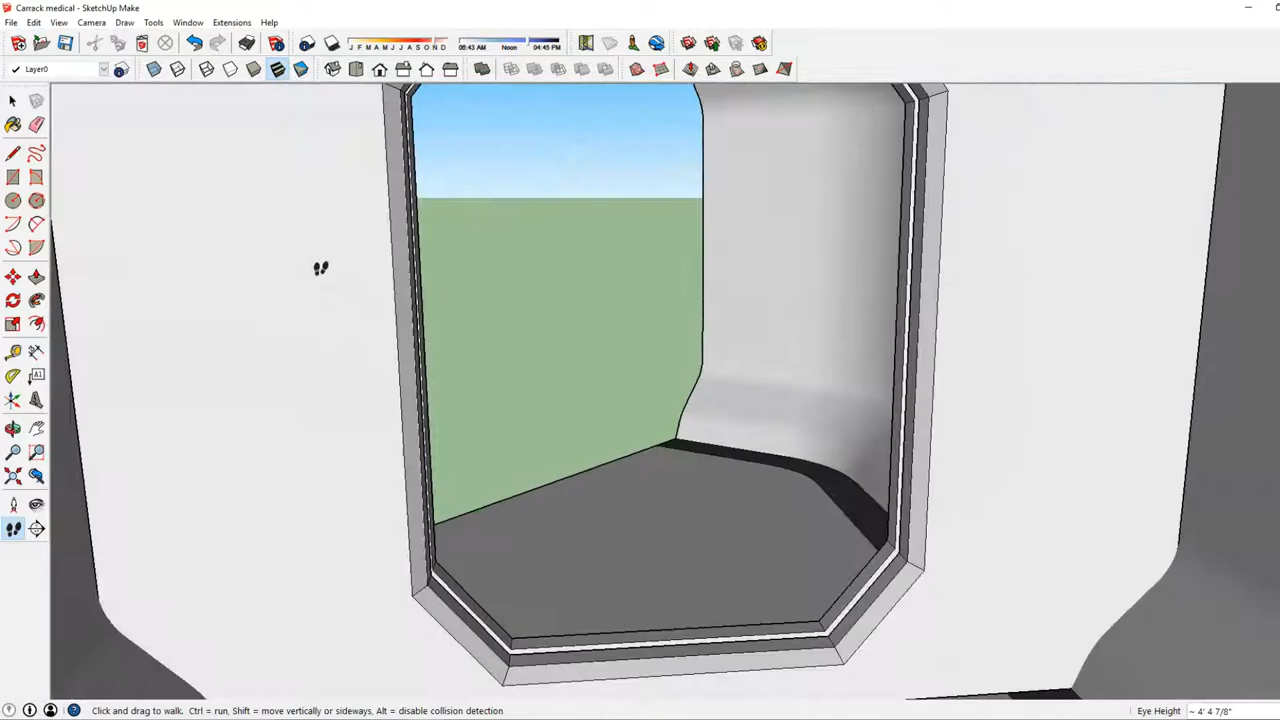 Carrack medical - SketchUp Make
File Edit View Camera Draw Tools Window Extensions Help
J F M A M J J A S O N D 06:43 AM Noon 04:45 PM
Layer0
A1
Click and drag to walk. Ctrl = run, Shift = move vertically or sideways, Alt = disable collision detection Eye Height ~ 4' 4 7/8"